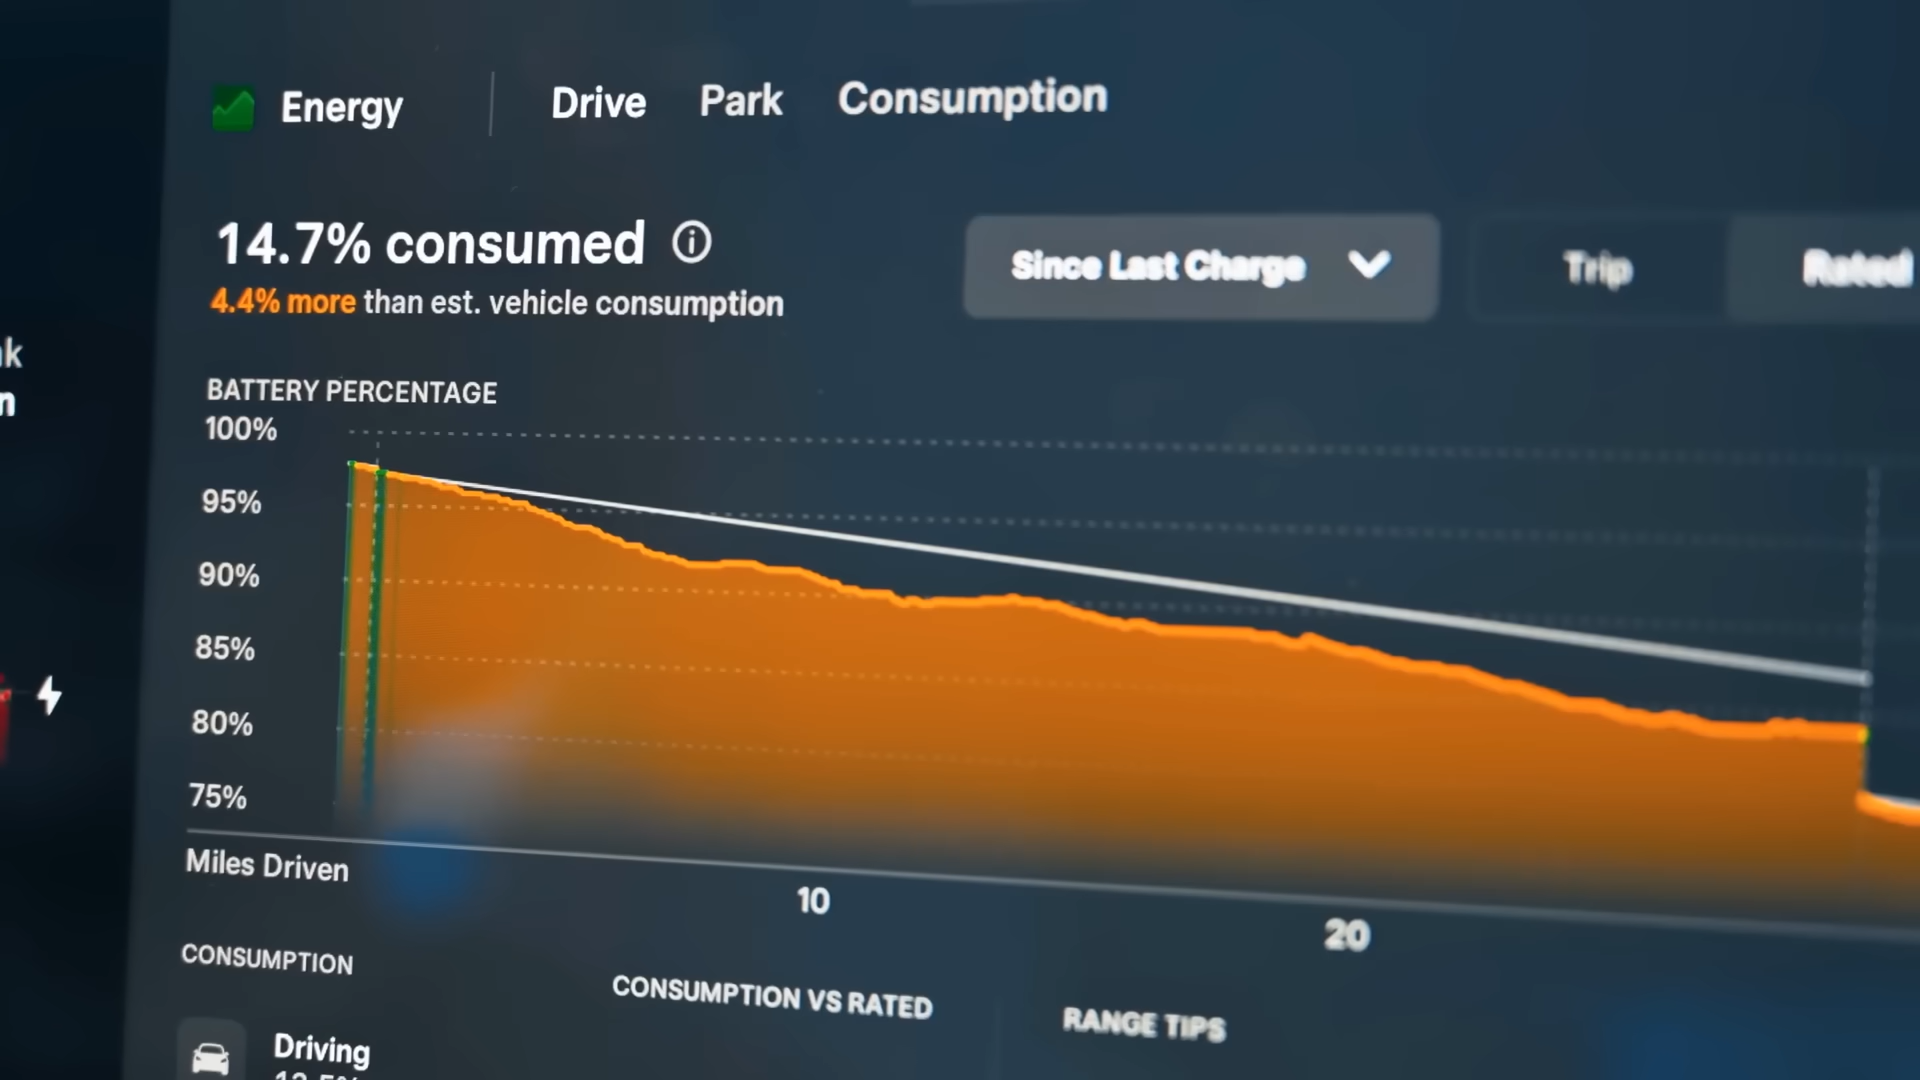 Energy
Drive
Park
Consumption
14.7% consumed
4.4% more than est. vehicle consumption
Since Last Charge
Trip
Rated
BATTERY PERCENTAGE
100%
95%
90%
85%
80%
75%
Miles Driven
10
20
CONSUMPTION
CONSUMPTION VS RATED
RANGE TIPS
Driving